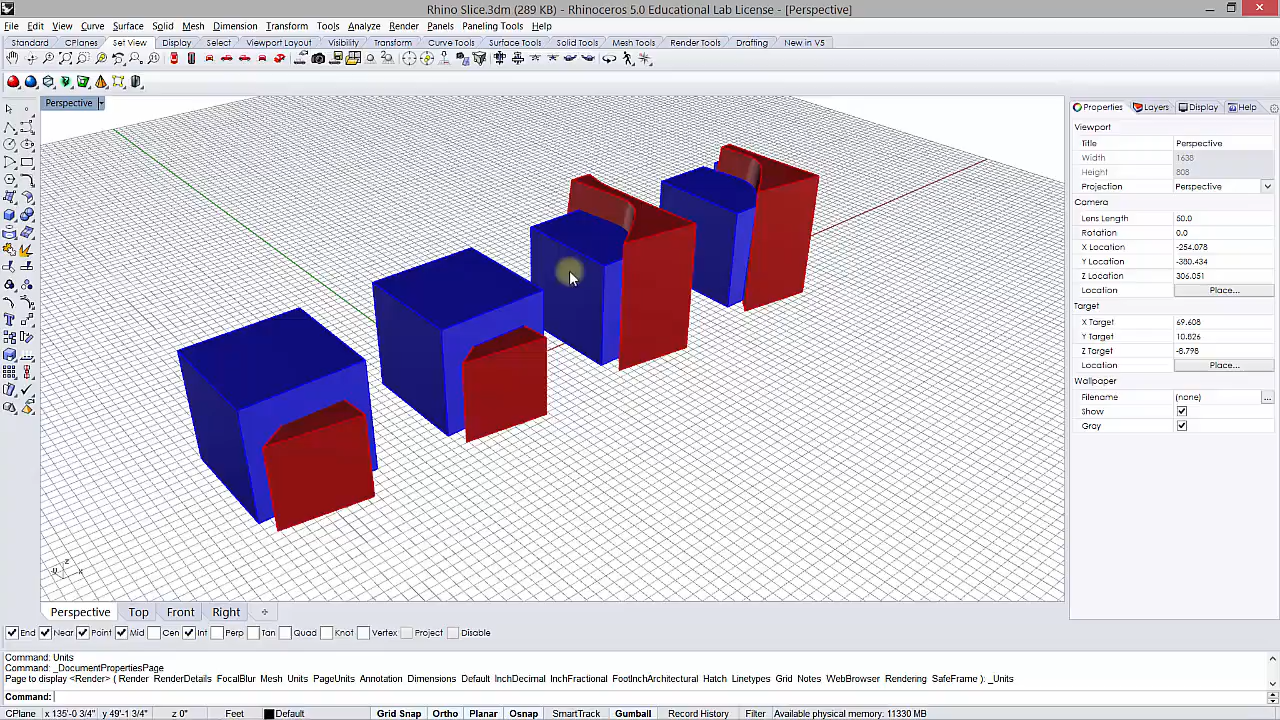 Rhino Slice.3dm (289 KB) - Rhinoceros 5.0 Educational Lab License - [Perspective]
File Edit View Curve Surface Solid Mesh Dimension Transform Tools Analyze Render Panels Paneling Tools Help
Standard CPlanes Set View Display Select Viewport Layout Visibility Transform Curve Tools Surface Tools Solid Tools Mesh Tools Render Tools Drafting New in V5
Perspective
Properties Layers Display Help
Viewport
Title Perspective
Width 1638
Height 808
Projection Perspective
Camera
Lens Length 50.0
Rotation 0.0
X Location -254.078
Y Location -380.434
Z Location 306.051
Location Place...
Target
X Target 69.608
Y Target 10.826
Z Target -8.798
Location Place...
Wallpaper
Filename (none) ...
Show
Gray
z
y x
Perspective Top Front Right
End Near Point Mid Cen Int Perp Tan Quad Knot Vertex Project Disable
Command: Units
Command: _DocumentPropertiesPage
Page to display <Render> ( Render RenderDetails FocalBlur Mesh Units PageUnits Annotation Dimensions Default InchDecimal InchFractional FootInchArchitectural Hatch Linetypes Grid Notes WebBrowser Rendering SafeFrame ): _Units
Command:
CPlane x 135'-0 3/4" y 49'-1 3/4" z 0" Feet Default Grid Snap Ortho Planar Osnap SmartTrack Gumball Record History Filter Available physical memory: 11330 MB